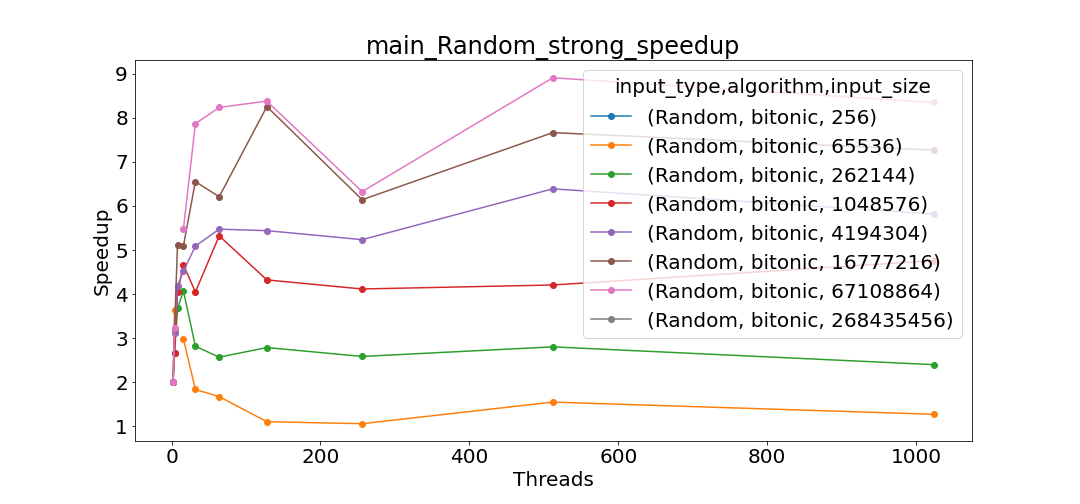 main_Random_strong_speedup
9
8
7
6
5
4
3
2
1
Speedup
input_type,algorithm,input_size
(Random, bitonic, 256)
(Random, bitonic, 65536)
(Random, bitonic, 262144)
(Random, bitonic, 1048576)
(Random, bitonic, 4194304)
(Random, bitonic, 16777216)
(Random, bitonic, 67108864)
(Random, bitonic, 268435456)
0 200 400 600 800 1000
Threads